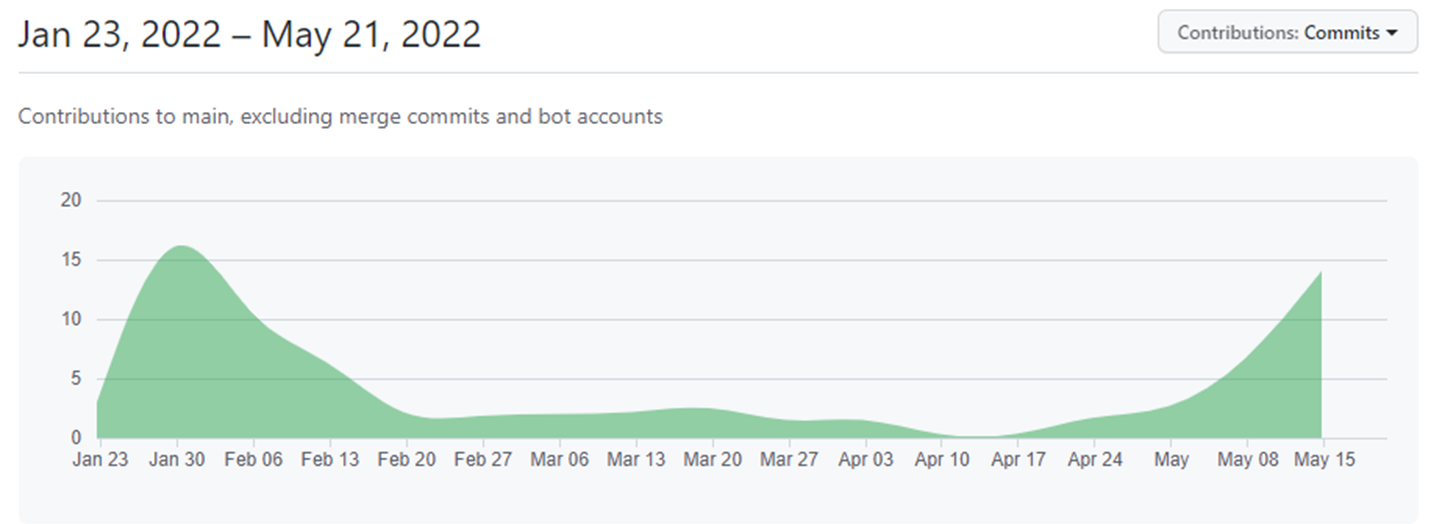 Jan 23, 2022 – May 21, 2022
Contributions: Commits
Contributions to main, excluding merge commits and bot accounts
20
15
10
5
0
Jan 23 Jan 30 Feb 06 Feb 13 Feb 20 Feb 27 Mar 06 Mar 13 Mar 20 Mar 27 Apr 03 Apr 10 Apr 17 Apr 24 May May 08 May 15